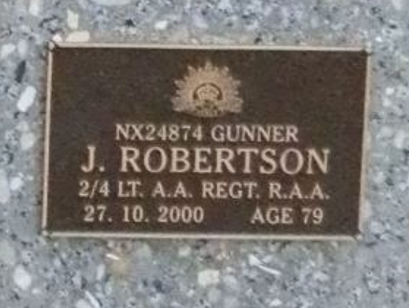 NX24874 GUNNER
J. ROBERTSON
2/4 LT. A.A. REGT. R.A.A.
27. 10. 2000 AGE 79